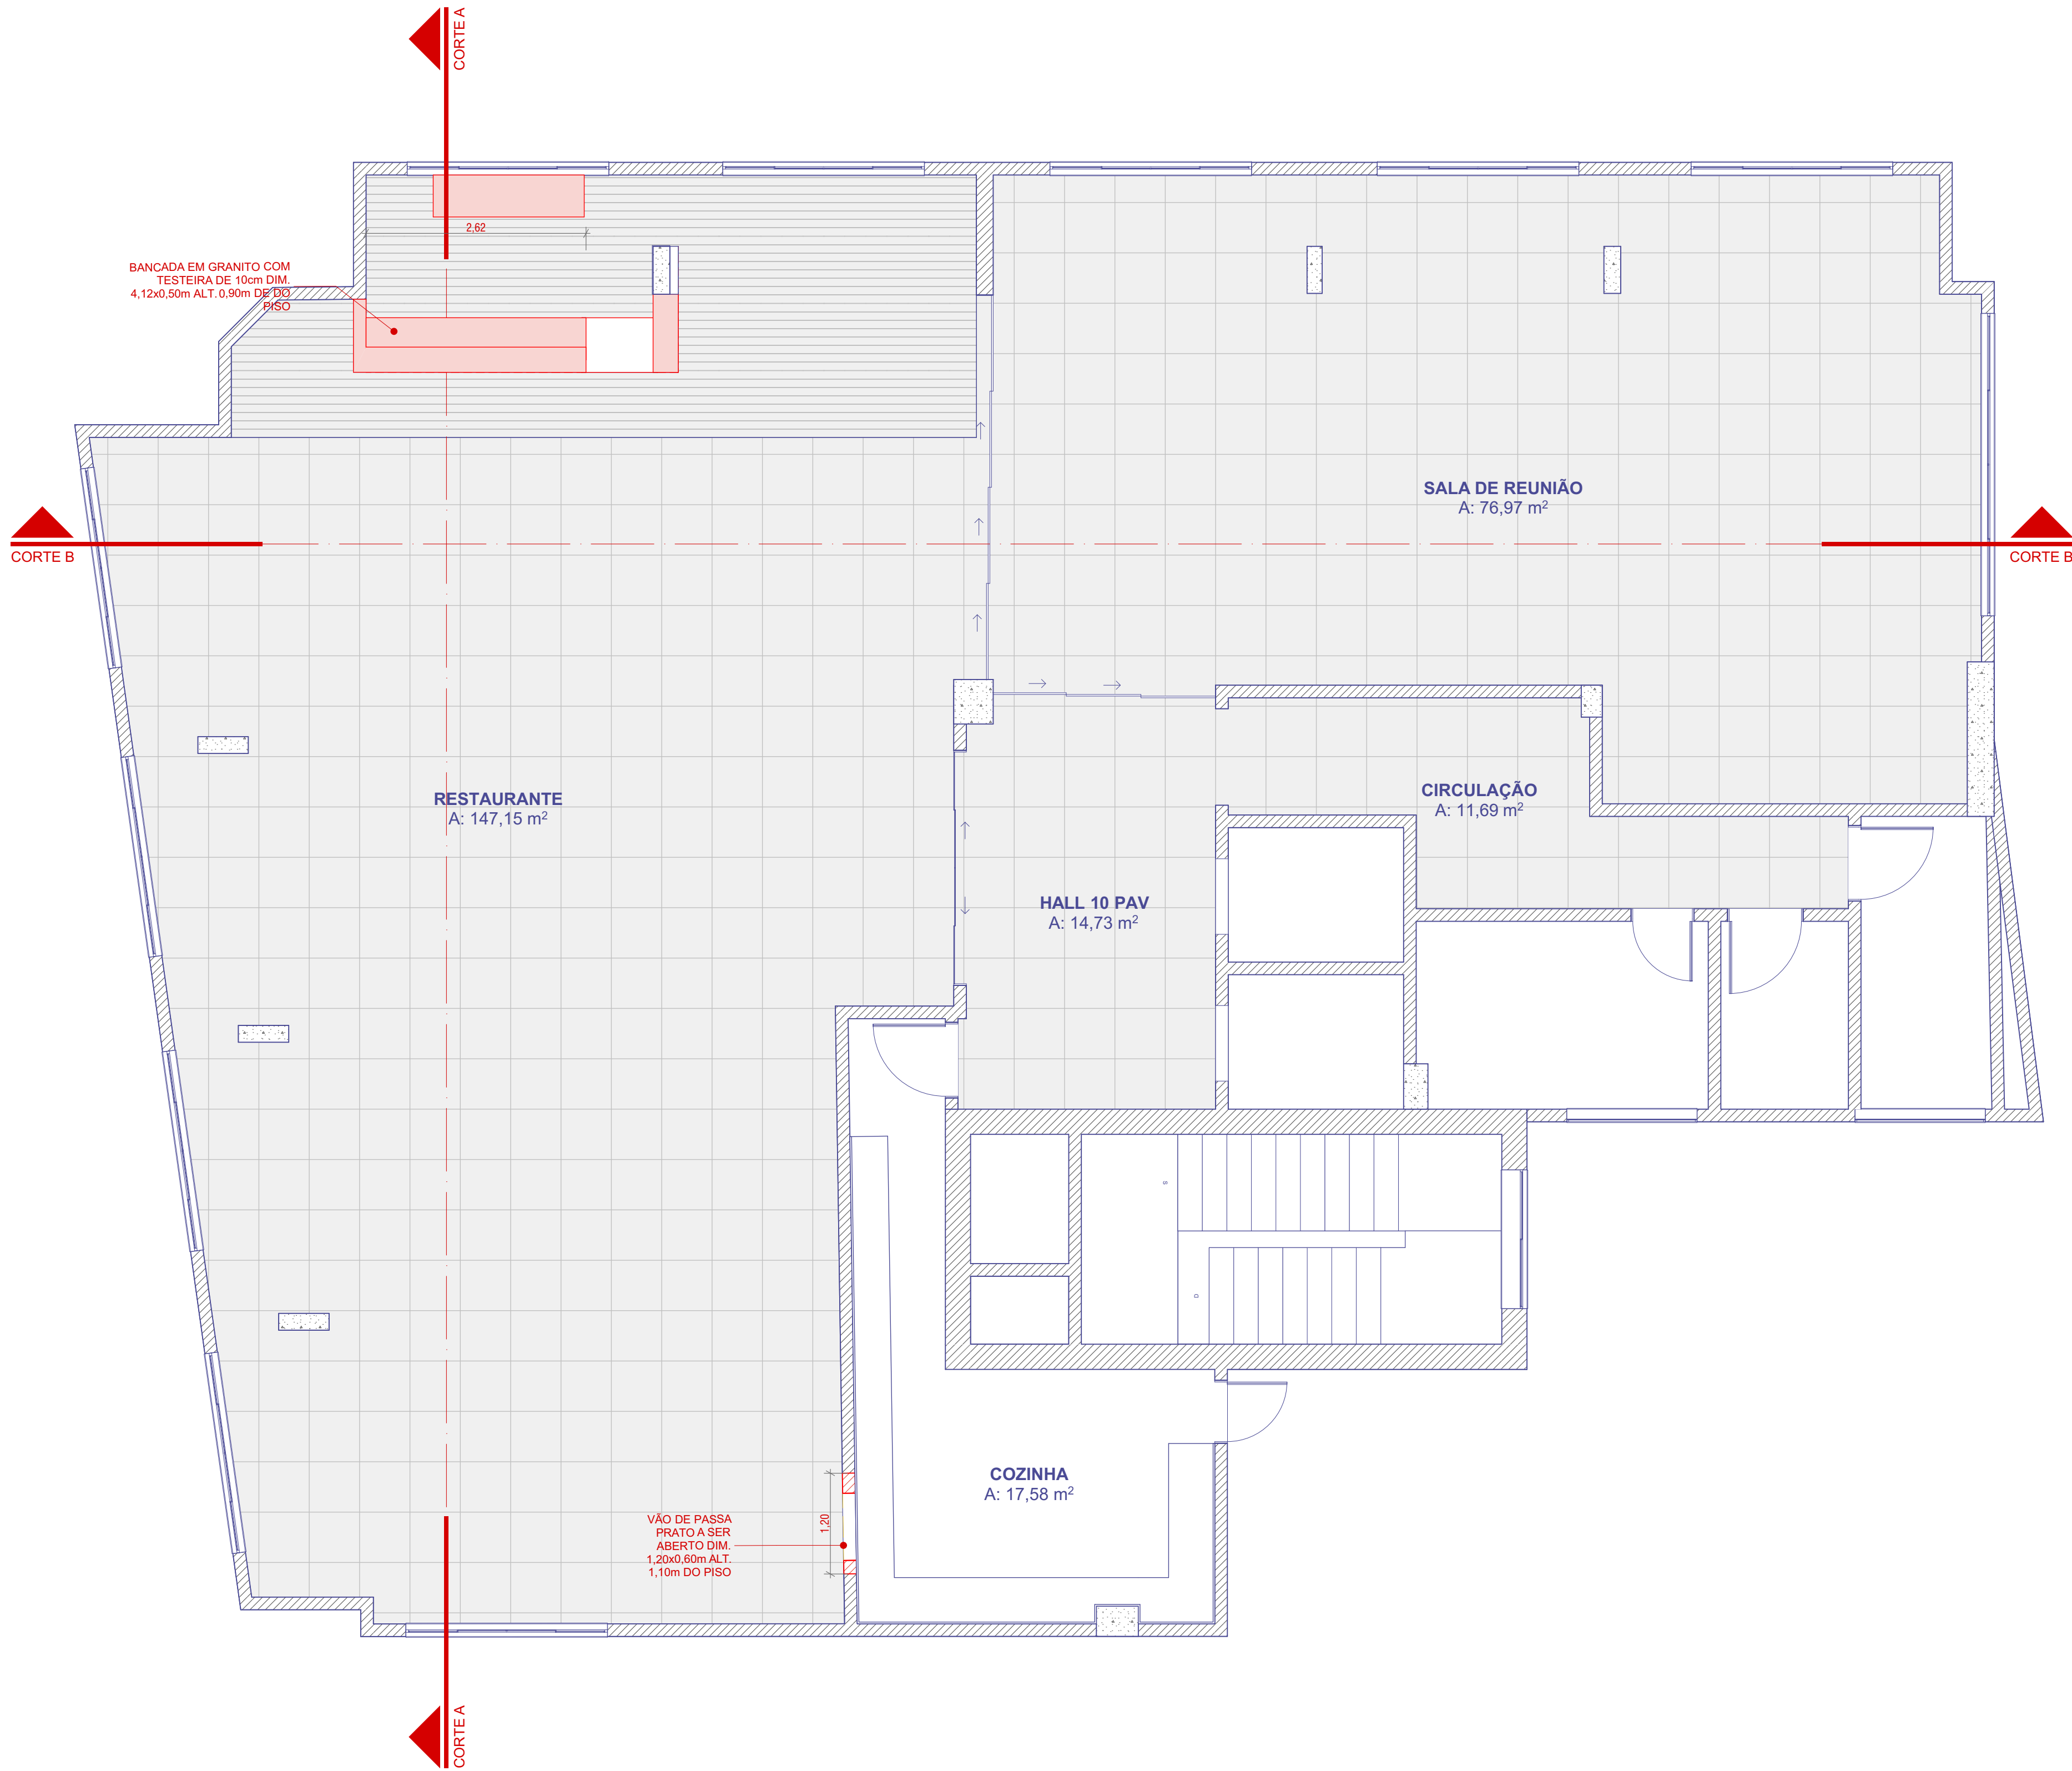 CORTE A
2,62
BANCADA EM GRANITO COM
TESTEIRA DE 10cm DIM.
4,12x0,50m ALT. 0,90m DE DO
PISO
SALA DE REUNIÃO
A: 76,97 m²
CORTE B
CORTE B
RESTAURANTE
A: 147,15 m²
CIRCULAÇÃO
A: 11,69 m²
HALL 10 PAV
A: 14,73 m²
S
D
COZINHA
A: 17,58 m²
VÃO DE PASSA
PRATO A SER
ABERTO DIM.
1,20x0,60m ALT.
1,10m DO PISO
1,20
CORTE A